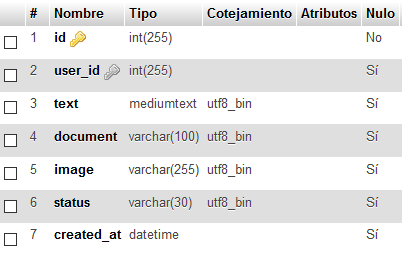 # Nombre Tipo Cotejamiento Atributos Nulo
1 id int(255) No
2 user_id int(255) Sí
3 text mediumtext utf8_bin Sí
4 document varchar(100) utf8_bin Sí
5 image varchar(255) utf8_bin Sí
6 status varchar(30) utf8_bin Sí
7 created_at datetime Sí